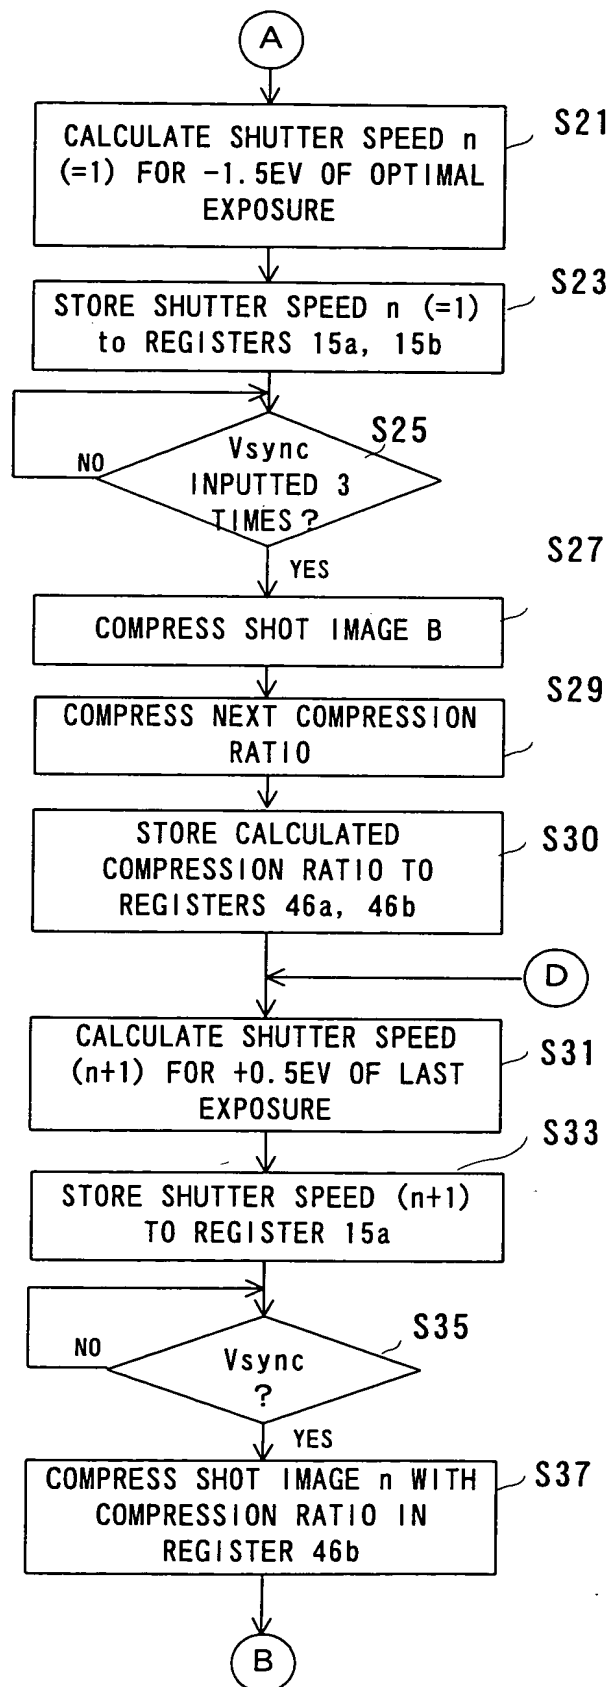 A
CALCULATE SHUTTER SPEED n
(=1) FOR -1.5EV OF OPTIMAL
EXPOSURE
S21
STORE SHUTTER SPEED n (=1)
to REGISTERS 15a, 15b
S23
S25
Vsync
INPUTTED 3
TIMES?
NO
YES
S27
COMPRESS SHOT IMAGE B
S29
COMPRESS NEXT COMPRESSION
RATIO
STORE CALCULATED
COMPRESSION RATIO TO
REGISTERS 46a, 46b
S30
D
CALCULATE SHUTTER SPEED
(n+1) FOR +0.5EV OF LAST
EXPOSURE
S31
S33
STORE SHUTTER SPEED (n+1)
TO REGISTER 15a
S35
NO
Vsync
?
YES
COMPRESS SHOT IMAGE n WITH
COMPRESSION RATIO IN
REGISTER 46b
S37
B